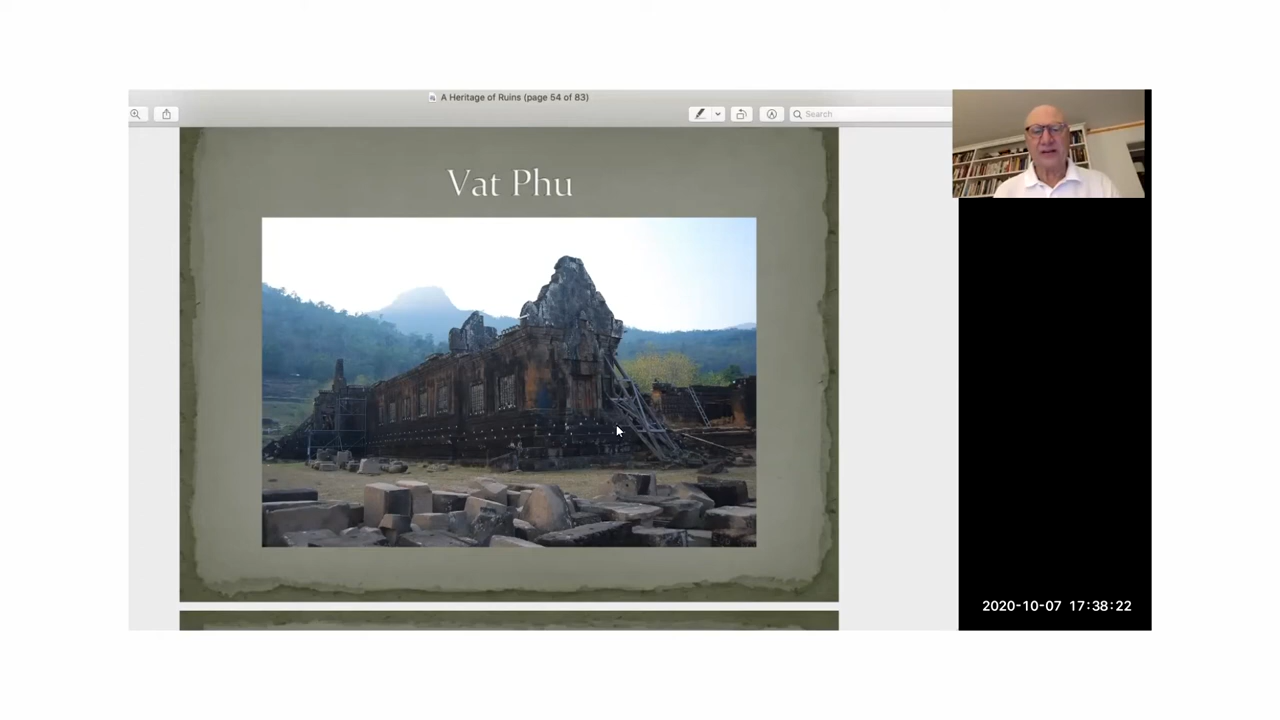 A Heritage of Ruins (page 54 of 83)
Search
Vat Phu
2020-10-07 17:38:22